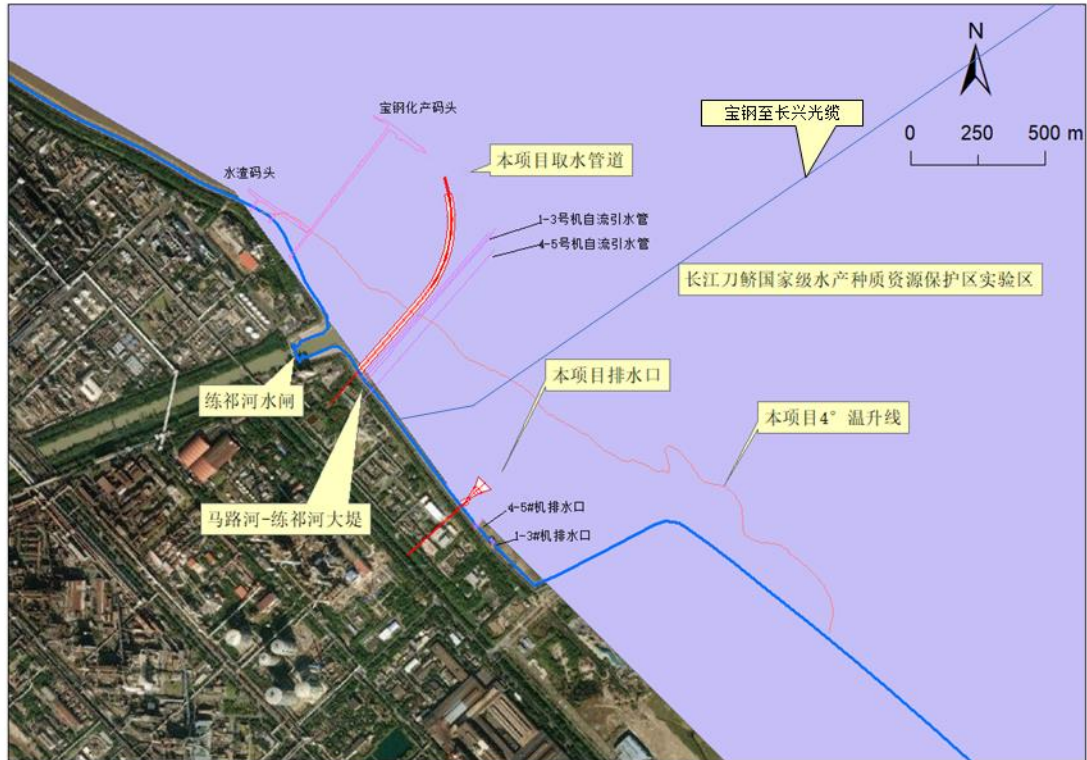 N
0 250 500 m
宝钢化产码头
宝钢至长兴光缆
本项目取水管道
水渣码头
1-3号机自流引水管
4-5号机自流引水管
长江刀鲚国家级水产种质资源保护区实验区
本项目排水口
练祁河水闸
本项目4°温升线
马路河-练祁河大堤
4-5#机排水口
1-3#机排水口